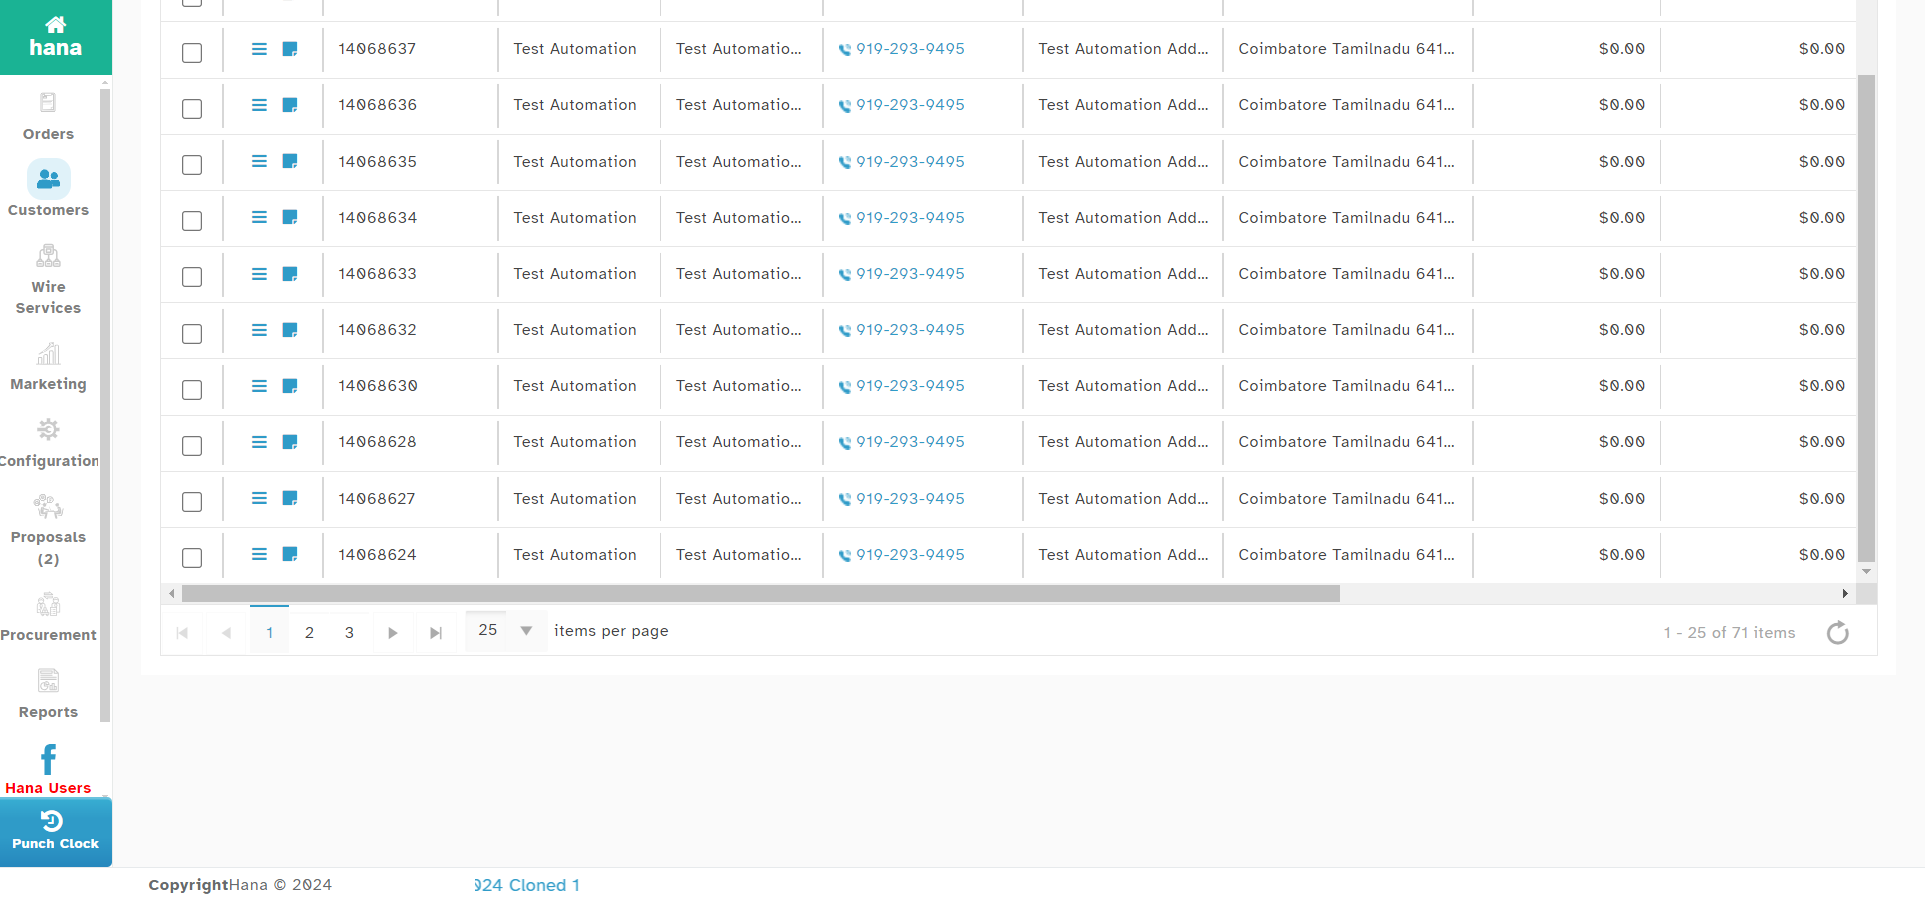 hana
Orders
Customers
Wire
Services
Marketing
Configuration
Proposals
(2)
Procurement
Reports
Hana Users
Punch Clock
14068637 Test Automation Test Automatio... 919-293-9495 Test Automation Add... Coimbatore Tamilnadu 641... $0.00 $0.00
14068636 Test Automation Test Automatio... 919-293-9495 Test Automation Add... Coimbatore Tamilnadu 641... $0.00 $0.00
14068635 Test Automation Test Automatio... 919-293-9495 Test Automation Add... Coimbatore Tamilnadu 641... $0.00 $0.00
14068634 Test Automation Test Automatio... 919-293-9495 Test Automation Add... Coimbatore Tamilnadu 641... $0.00 $0.00
14068633 Test Automation Test Automatio... 919-293-9495 Test Automation Add... Coimbatore Tamilnadu 641... $0.00 $0.00
14068632 Test Automation Test Automatio... 919-293-9495 Test Automation Add... Coimbatore Tamilnadu 641... $0.00 $0.00
14068630 Test Automation Test Automatio... 919-293-9495 Test Automation Add... Coimbatore Tamilnadu 641... $0.00 $0.00
14068628 Test Automation Test Automatio... 919-293-9495 Test Automation Add... Coimbatore Tamilnadu 641... $0.00 $0.00
14068627 Test Automation Test Automatio... 919-293-9495 Test Automation Add... Coimbatore Tamilnadu 641... $0.00 $0.00
14068624 Test Automation Test Automatio... 919-293-9495 Test Automation Add... Coimbatore Tamilnadu 641... $0.00 $0.00
1 2 3 25 items per page 1 - 25 of 71 items
CopyrightHana © 2024 024 Cloned 1